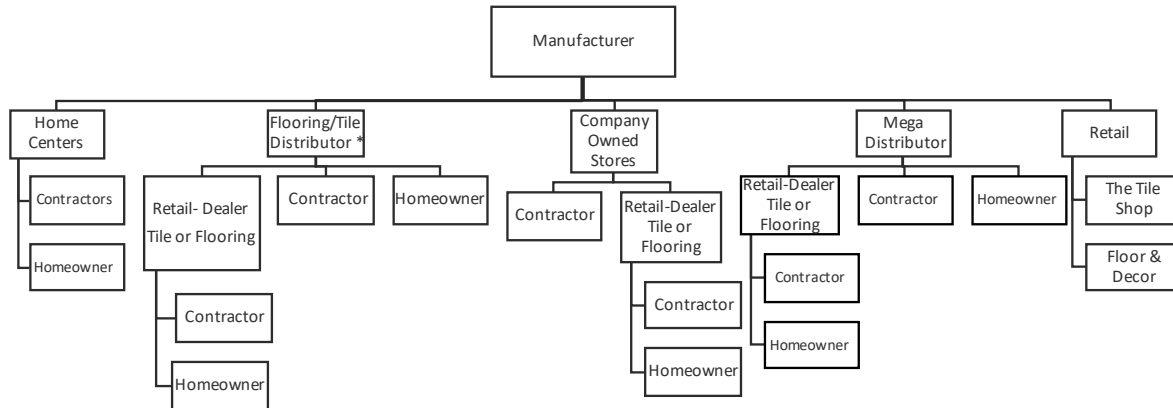 Manufacturer
Home
Centers
Flooring/Tile
Distributor *
Company
Owned
Stores
Mega
Distributor
Retail
Contractors
Homeowner
Retail- Dealer
Tile or Flooring
Contractor
Homeowner
Contractor
Homeowner
Contractor
Retail-Dealer
Tile or
Flooring
Contractor
Homeowner
Retail-Dealer
Tile or
Flooring
Contractor
Homeowner
Contractor
Homeowner
The Tile
Shop
Floor &
Decor